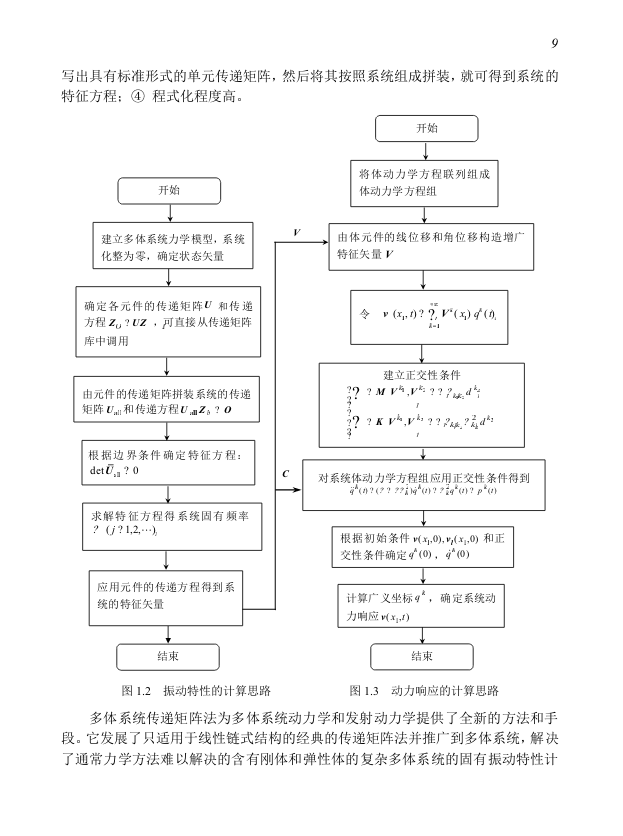 9
写出具有标准形式的单元传递矩阵，然后将其按照系统组成拼装，就可得到系统的
特征方程；④ 程式化程度高。
开始
建立多体系统力学模型，系统
化整为零，确定状态矢量
确定各元件的传递矩阵U 和传递
方程 ? UZ ，可直接从传递矩阵
库中调用
由元件的传递矩阵拼装系统的传递
矩阵 U all 和传递方程 U all Z b ? O
根据边界条件确定特征方程：
det U̅ all ? 0
求解特征方程得系统固有频率
? ( j ? 1,2,⋯)
应用元件的传递方程得到系
统的特征矢量
结束
图 1.2 振动特性的计算思路
V
C
开始
将体动力学方程联列组成
体动力学方程组
由体元件的线位移和角位移构造增广
特征矢量 V
令 v (x₁, t) ? ? V^k (x₁) q^k (t),
k=1
建立正交性条件
? ? M V^k₁ , V^k₂ ? ? ?
? ? K V^k₁ , V^k₂ ? ? ?
对系统体动力学方程组应用正交性条件得到
根据初始条件 v(x₁,0), v_t(x₁,0) 和正
交性条件确定 q^k (0) ， q̇^k (0)
计算广义坐标 q^k ， 确定系统动
力响应 v(x₁,t)
结束
图 1.3 动力响应的计算思路
多体系统传递矩阵法为多体系统动力学和发射动力学提供了全新的方法和手
段。它发展了只适用于线性链式结构的经典的传递矩阵法并推广到多体系统，解决
了通常力学方法难以解决的含有刚体和弹性体的复杂多体系统的固有振动特性计